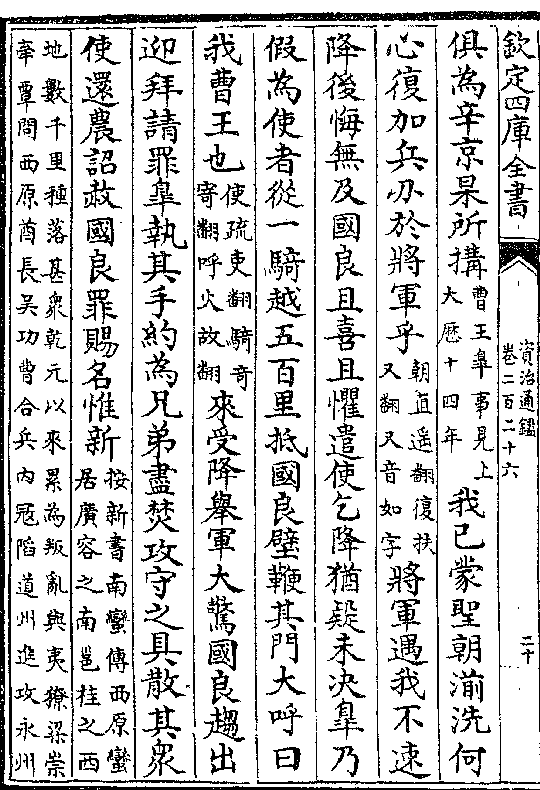 欽定四庫全書
資治通鑑
卷二百二十六
二十
俱為辛京杲所搆曹王臯事見上大厯十四年我已蒙聖朝湔洗何
心復加兵刃於將軍乎朝直遥翻復扶又翻又音如字將軍遇我不速
降後悔無及國良且喜且懼遣使乞降猶疑未决臯乃
假為使者從一騎越五百里抵國良壁鞭其門大呼曰
我曹王也使疏吏翻騎奇寄翻呼火故翻來受降舉軍大驚國良趨出
迎拜請罪臯執其手約為兄弟盡焚攻守之具散其衆
使還農詔赦國良罪賜名惟新按新書南蠻傳西原蠻居廣容之南邕桂之西
地數千里種落甚衆乾元以來累為叛亂與夷獠梁崇
牽覃問西原酋長吴功曹合兵内冦陷道州進攻永州